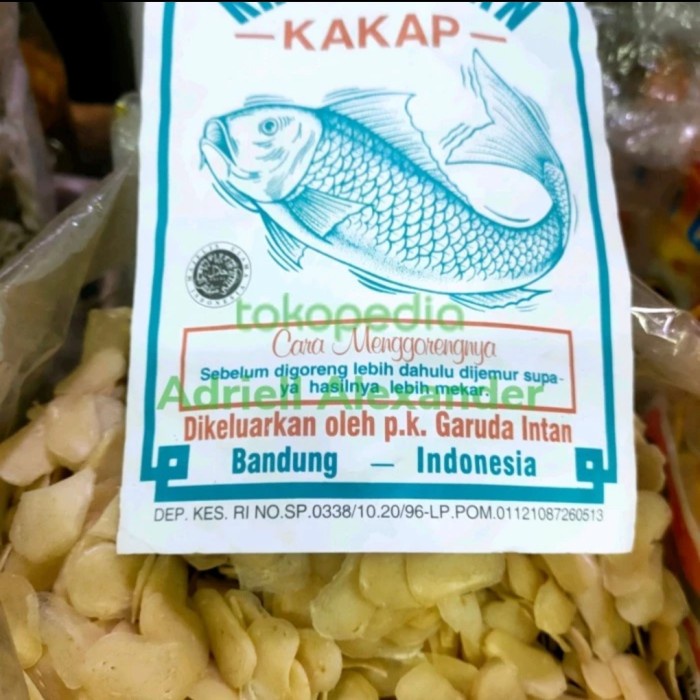 — KAKAP —
tokopedia
Cara Menggorengnya
Sebelum digoreng lebih dahulu dijemur supa-
ya hasilnya lebih mekar.
Adriell Alexander
Dikeluarkan oleh p.k. Garuda Intan
Bandung — Indonesia
DEP. KES. RI NO.SP.0338/10.20/96-LP.POM.01121087260513